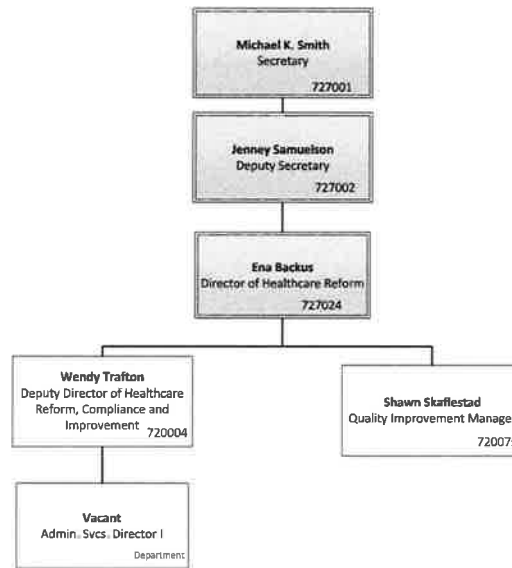 Michael K. Smith
Secretary
727001
Jenney Samuelson
Deputy Secretary
727002
Ena Backus
Director of Healthcare Reform
727024
Wendy Trafton
Deputy Director of Healthcare
Reform, Compliance and
Improvement
720004
Shawn Skaflestad
Quality Improvement Manage
72007
Vacant
Admin. Svcs. Director I
Department